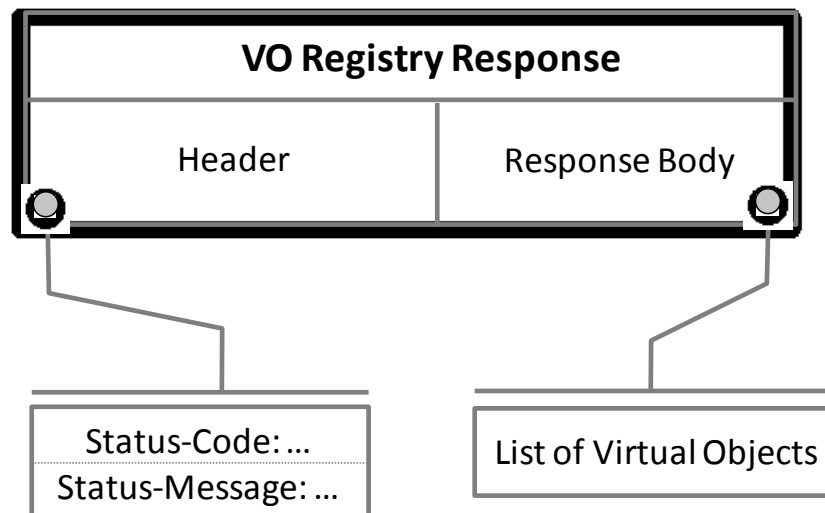 VO Registry Response
Header
Response Body
Status-Code: ...
Status-Message: ...
List of Virtual Objects